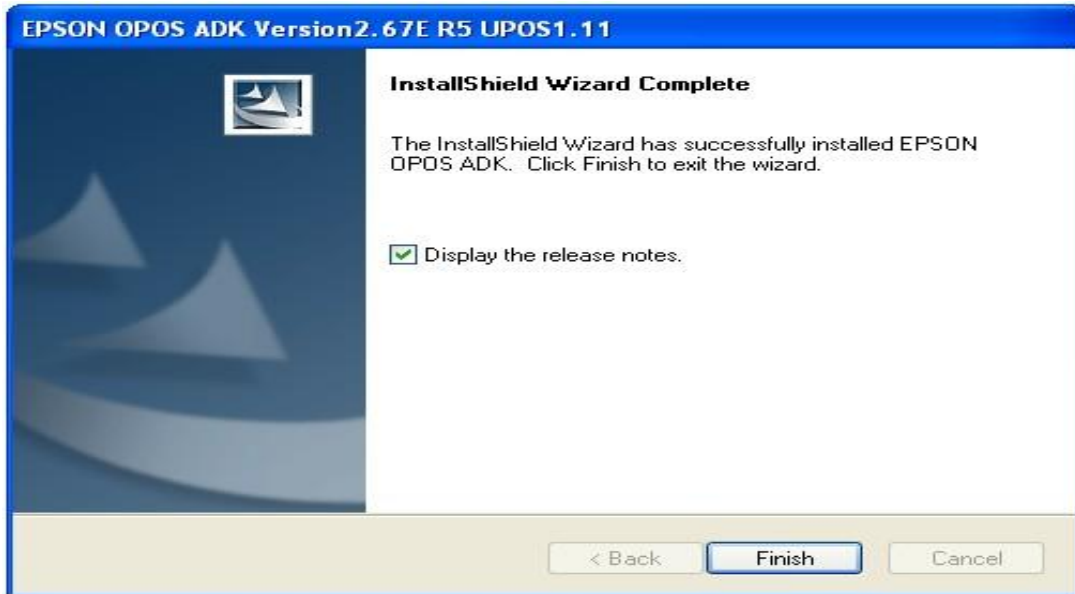 EPSON OPOS ADK Version2.67E R5 UPOS1.11
InstallShield Wizard Complete
The InstallShield Wizard has successfully installed EPSON
OPOS ADK.  Click Finish to exit the wizard.
Display the release notes.
< Back
Finish
Cancel